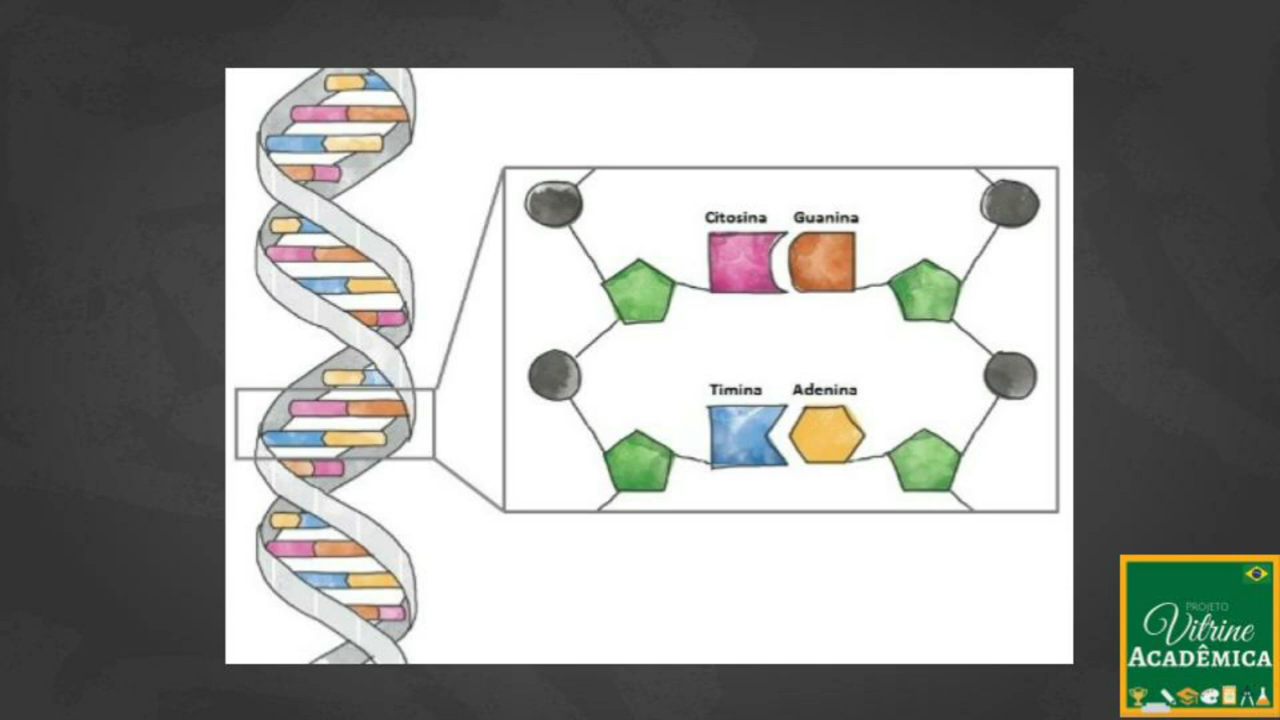 Citosina Guanina
Timina Adenina
PROJETO
Vitrine
ACADÊMICA